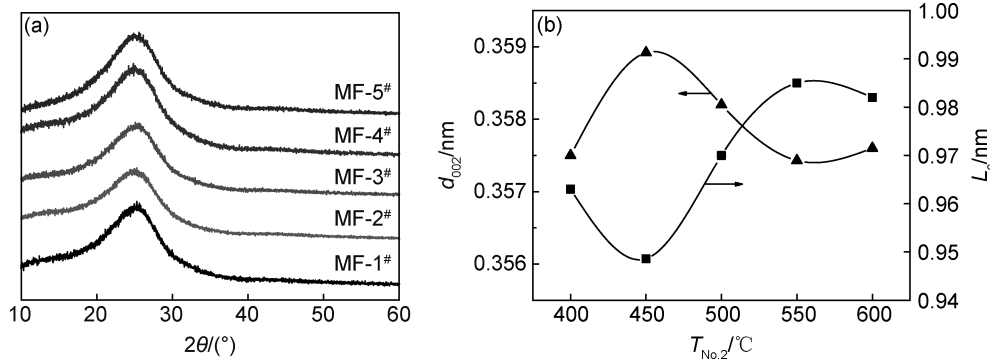 (a)
MF-5#
MF-4#
MF-3#
MF-2#
MF-1#
10 20 30 40 50 60
2θ/(°)
(b)
0.359
0.358
0.357
0.356
d002/nm
1.00
0.99
0.98
0.97
0.96
0.95
0.94
Lc/nm
400 450 500 550 600
TNo.2/℃